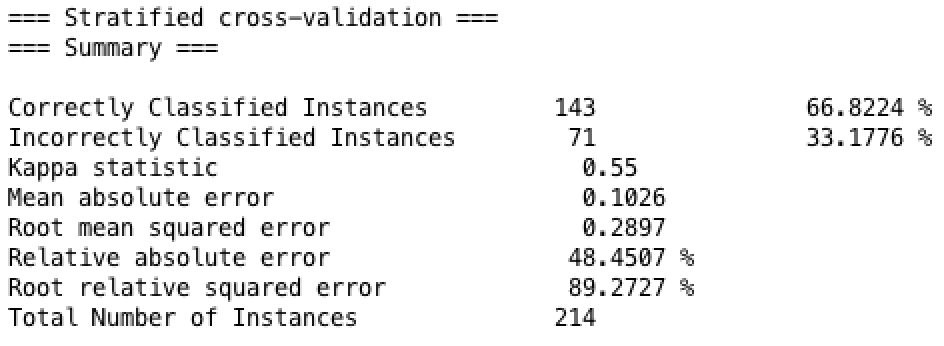 === Stratified cross-validation ===
=== Summary ===
Correctly Classified Instances 143 66.8224 %
Incorrectly Classified Instances 71 33.1776 %
Kappa statistic 0.55
Mean absolute error 0.1026
Root mean squared error 0.2897
Relative absolute error 48.4507 %
Root relative squared error 89.2727 %
Total Number of Instances 214